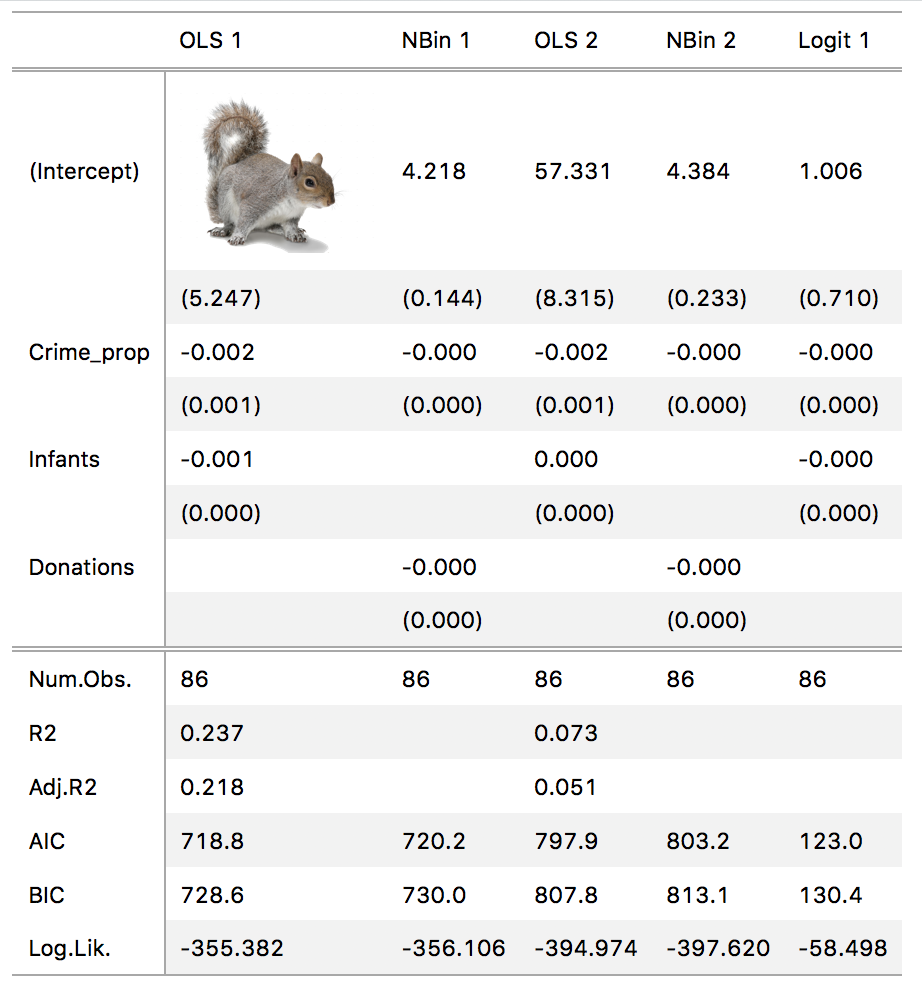 OLS 1 NBin 1 OLS 2 NBin 2 Logit 1
(Intercept) 4.218 57.331 4.384 1.006
(5.247) (0.144) (8.315) (0.233) (0.710)
Crime_prop -0.002 -0.000 -0.002 -0.000 -0.000
(0.001) (0.000) (0.001) (0.000) (0.000)
Infants -0.001 0.000 -0.000
(0.000) (0.000) (0.000)
Donations -0.000 -0.000
(0.000) (0.000)
Num.Obs. 86 86 86 86 86
R2 0.237 0.073
Adj.R2 0.218 0.051
AIC 718.8 720.2 797.9 803.2 123.0
BIC 728.6 730.0 807.8 813.1 130.4
Log.Lik. -355.382 -356.106 -394.974 -397.620 -58.498